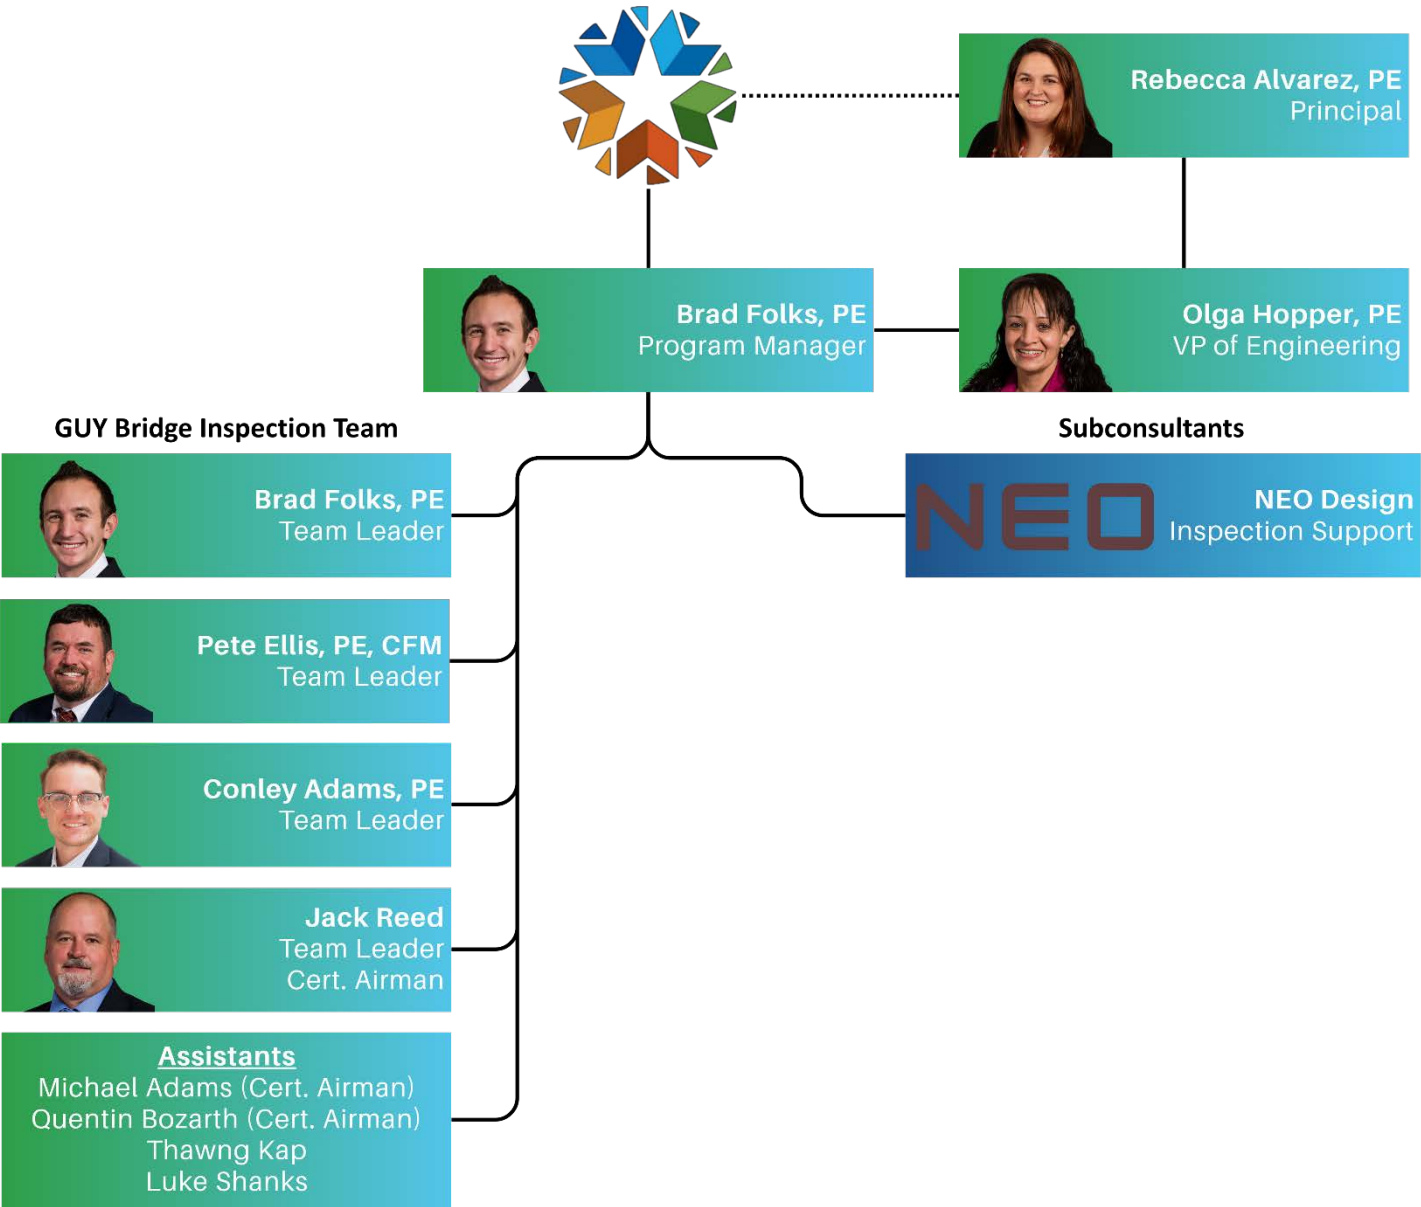 Rebecca Alvarez, PE
Principal
Brad Folks, PE
Program Manager
Olga Hopper, PE
VP of Engineering
GUY Bridge Inspection Team
Brad Folks, PE
Team Leader
Pete Ellis, PE, CFM
Team Leader
Conley Adams, PE
Team Leader
Jack Reed
Team Leader
Cert. Airman
Assistants
Michael Adams (Cert. Airman)
Quentin Bozarth (Cert. Airman)
Thawng Kap
Luke Shanks
Subconsultants
NEO
NEO Design
Inspection Support